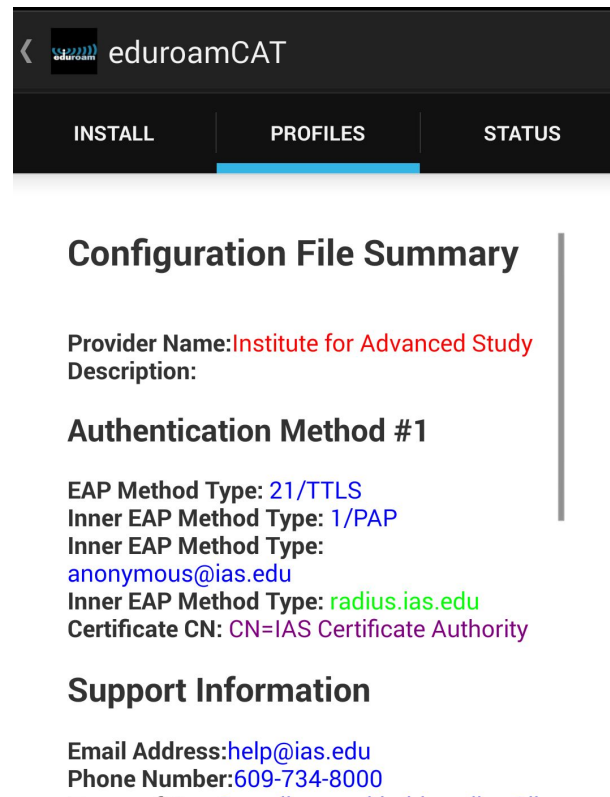 eduroam eduroamCAT
INSTALL PROFILES STATUS
Configuration File Summary
Provider Name:Institute for Advanced Study
Description:
Authentication Method #1
EAP Method Type: 21/TTLS
Inner EAP Method Type: 1/PAP
Inner EAP Method Type:
anonymous@ias.edu
Inner EAP Method Type: radius.ias.edu
Certificate CN: CN=IAS Certificate Authority
Support Information
Email Address:help@ias.edu
Phone Number:609-734-8000